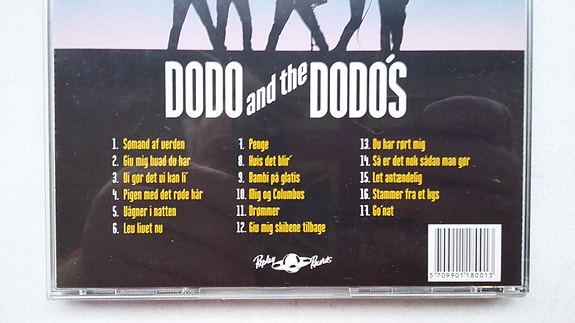 DODO and the DODO'S
1. Sømand af verden
2. Giv mig hvad du har
3. Vi gør det vi kan li'
4. Pigen med det røde hår
5. Vågner i natten
6. Lev livet nu
7. Penge
8. Hvis det blir'
9. Bambi på glatis
10. Mig og Columbus
11. Drømmer
12. Giv mig skibene tilbage
13. Du har rørt mig
14. Så er det nok sådan man gør
15. Let antændelig
16. Stammer fra et kys
17. Go'nat
Replay Records
5 709901 180013